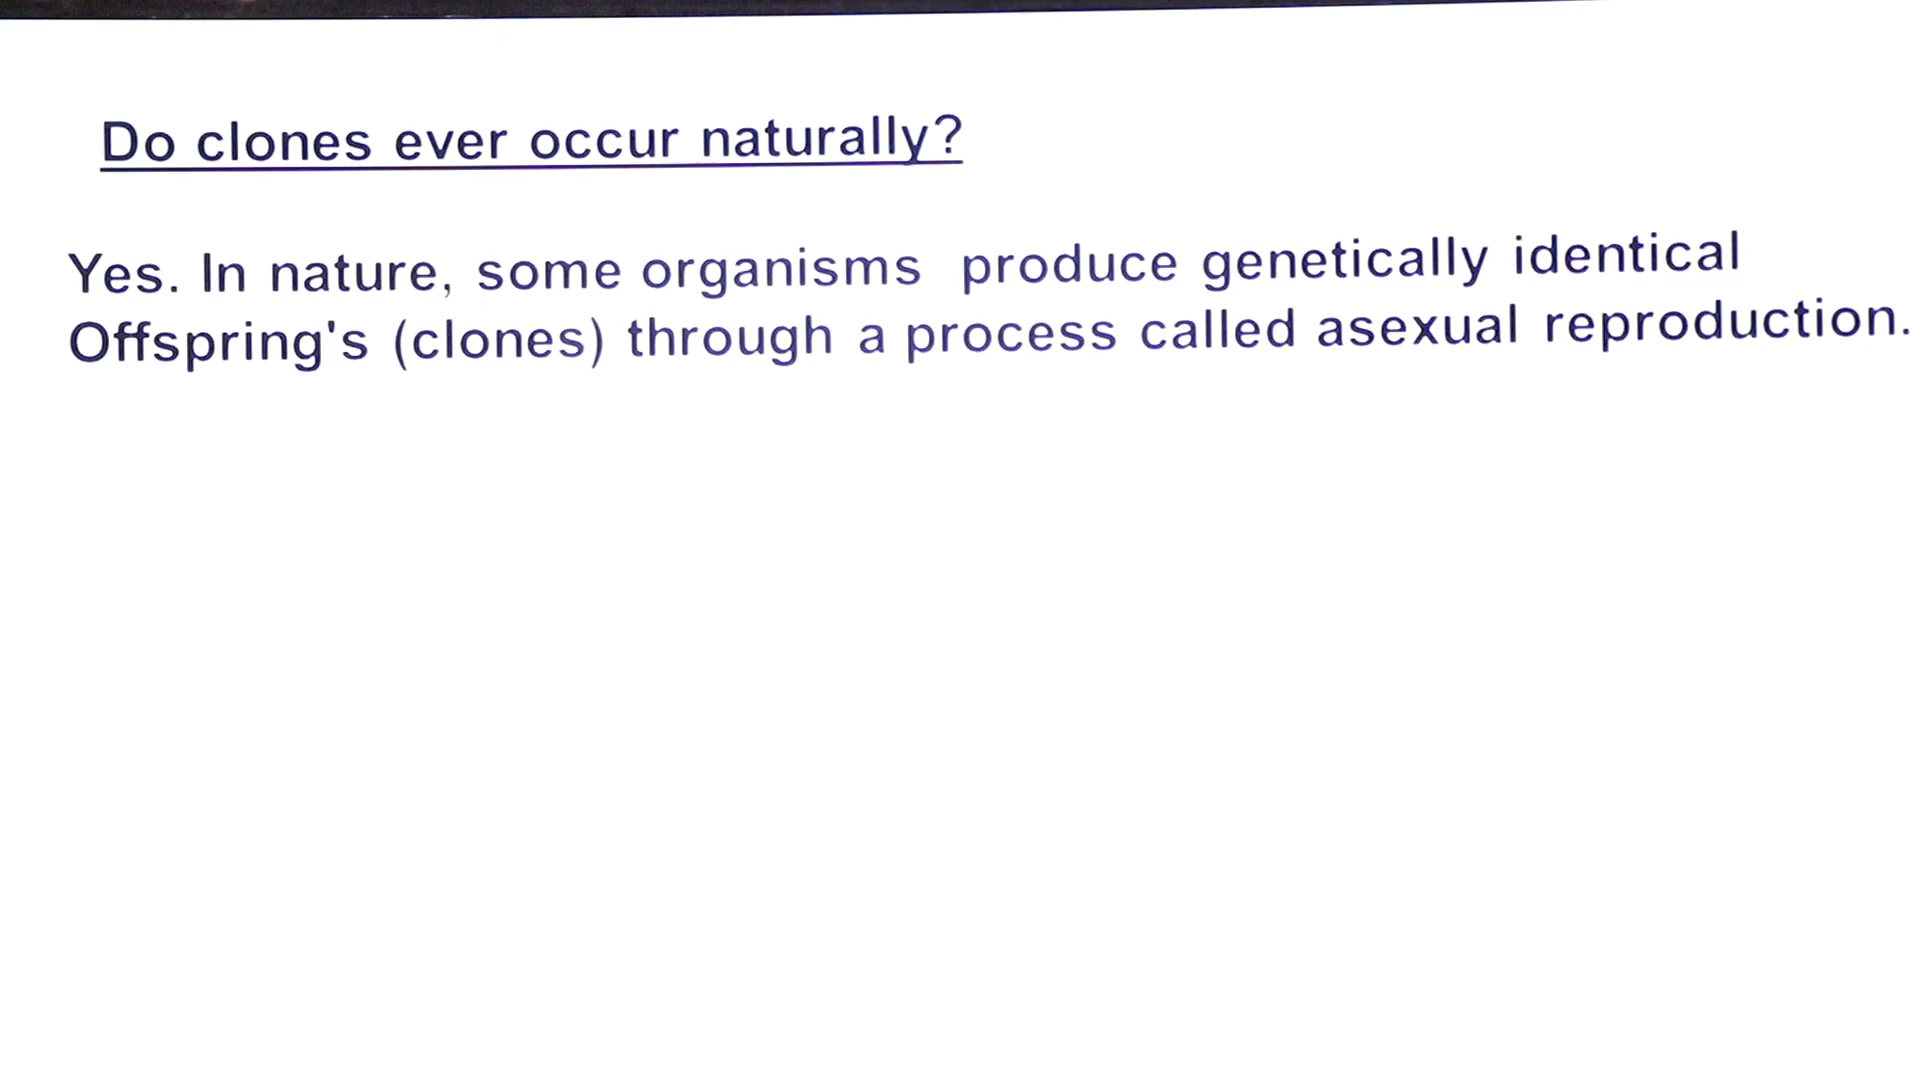 Do clones ever occur naturally?
Yes. In nature, some organisms produce genetically identical
Offspring's (clones) through a process called asexual reproduction.